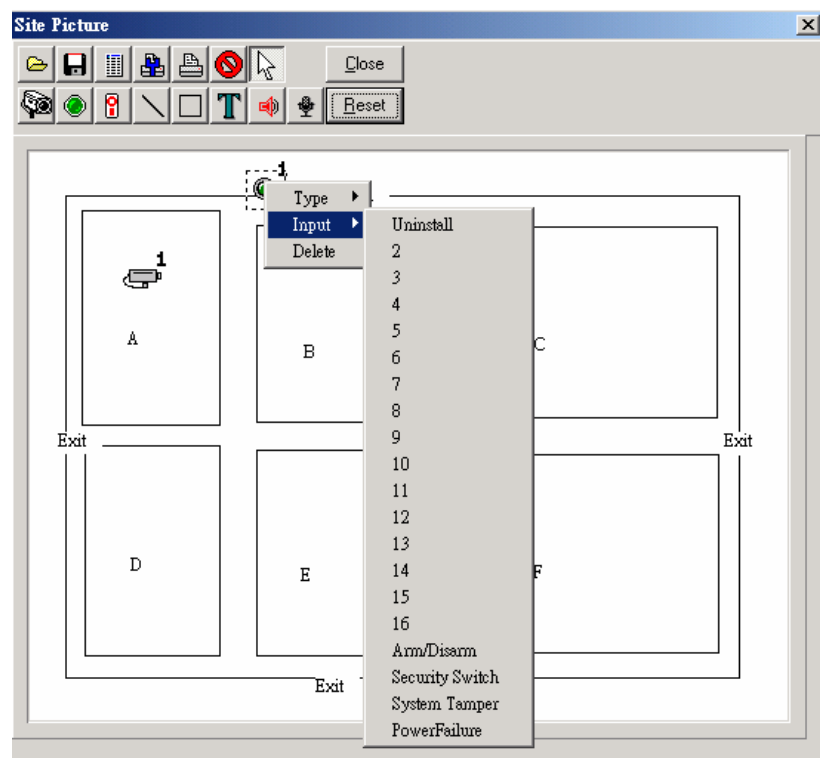 Site Picture
Close
T
Reset
1
Type
Input
Delete
Uninstall
2
3
4
5
6
7
8
9
10
11
12
13
14
15
16
Arm/Disarm
Security Switch
System Tamper
PowerFailure
1
A
B
C
Exit
Exit
D
E
F
Exit